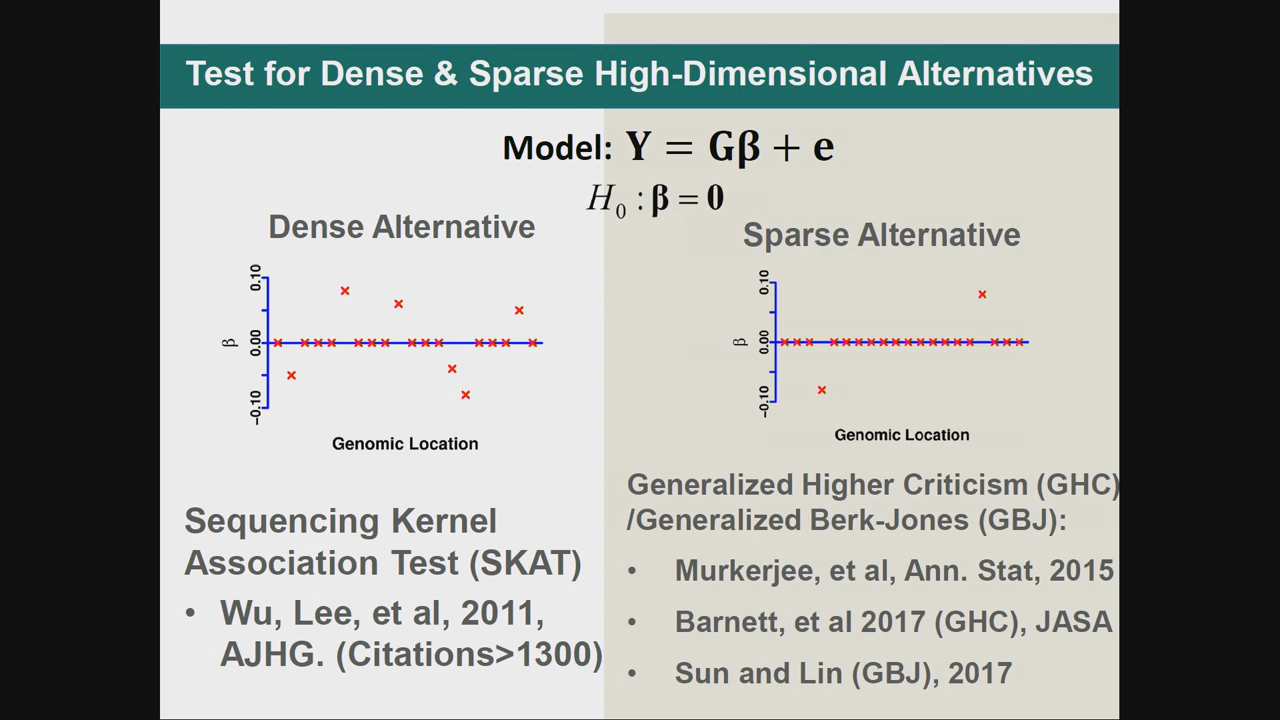 Test for Dense & Sparse High-Dimensional Alternatives
Model: Y = Gβ + e
H₀ : β = 0
Dense Alternative
0.10
0.00
−0.10
β
Genomic Location
Sequencing Kernel
Association Test (SKAT)
• Wu, Lee, et al, 2011,
AJHG. (Citations>1300)
Sparse Alternative
0.10
0.00
−0.10
β
Genomic Location
Generalized Higher Criticism (GHC)
/Generalized Berk-Jones (GBJ):
• Murkerjee, et al, Ann. Stat, 2015
• Barnett, et al 2017 (GHC), JASA
• Sun and Lin (GBJ), 2017